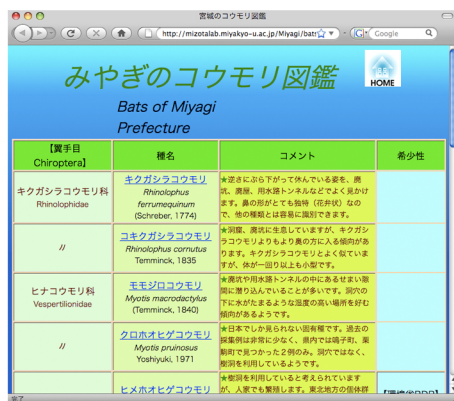 宮城のコウモリ図鑑
http://mizotalab.miyakyo-u.ac.jp/Miyagi/bats
Google
みやぎのコウモリ図鑑
HOME
Bats of Miyagi
Prefecture
【翼手目
Chiroptera】
種名
コメント
希少性
キクガシラコウモリ科
Rhinolophidae
キクガシラコウモリ
Rhinolophus
ferrumequinum
(Schreber, 1774)
★逆さにぶら下がって休んでいる姿を、廃
坑、廃屋、用水路トンネルなどでよく見かけ
ます。鼻の形がとても独特（花弁状）なの
で、他の種類とは容易に識別できます。
〃
コキクガシラコウモリ
Rhinolophus cornutus
Temminck, 1835
★洞窟、廃坑に生息していますが、キクガシ
ラコウモリよりもより奥の方に入る傾向があ
ります。キクガシラコウモリとよく似ていま
すが、体が一回り以上も小型です。
ヒナコウモリ科
Vespertilionidae
モモジロコウモリ
Myotis macrodactylus
(Temminck, 1840)
★廃坑や用水路トンネルの中にあるせまい隙
間に潜り込んでいることが多いです。洞穴の
下に水がたまるような湿度の高い場所を好む
傾向があるようです。
〃
クロホオヒゲコウモリ
Myotis pruinosus
Yoshiyuki, 1971
★日本でしか見られない固有種です。過去の
採集例は非常に少なく、県内では鳴子町、栗
駒町で見つかった2例のみ。洞穴ではなく、
樹洞を利用しているようです。
ヒメホオヒゲコウモリ
★樹洞を利用していると考えられています
が、人家でも繁殖します。東北地方の個体群
完了